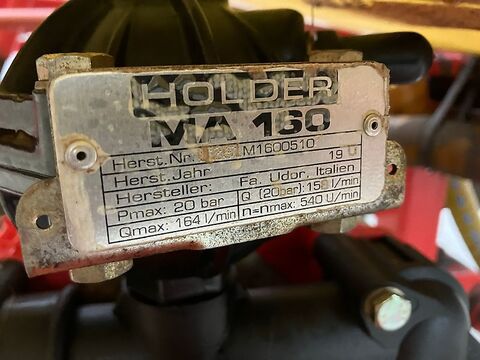 HOLDER
MA 160
Herst.Nr. M1600510
Herst.Jahr 19
Hersteller: Fa. Udor, Italien
Pmax: 20 bar Q (20bar): 158 l/min
Qmax: 164 l/min n=nmax: 540 U/min